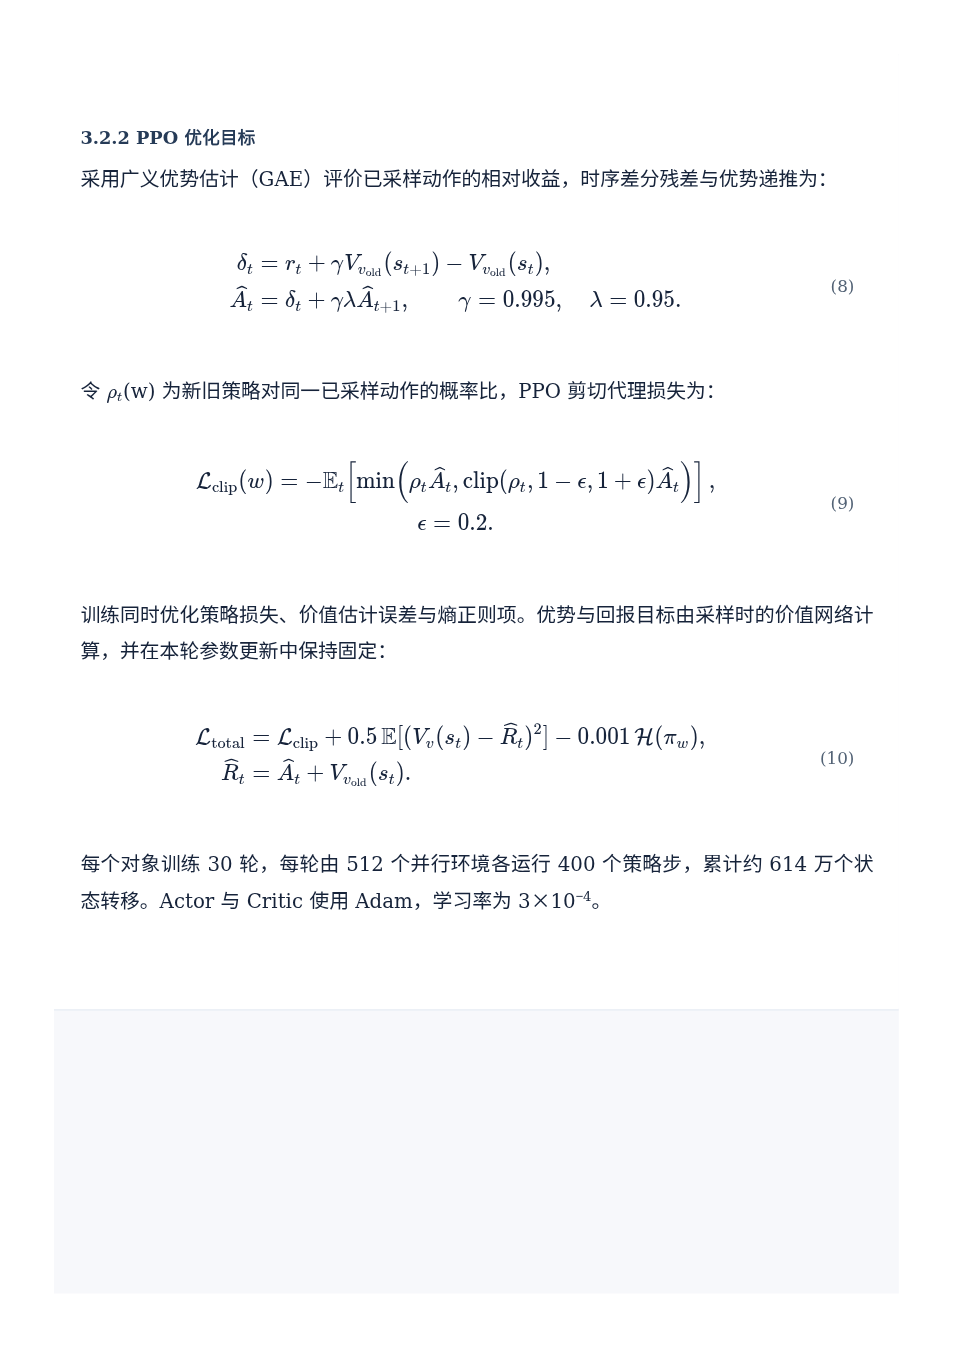 3.2.2 PPO 优化目标
采用广义优势估计（GAE）评价已采样动作的相对收益，时序差分残差与优势递推为：
δ_t = r_t + γV_{v_old}(s_{t+1}) − V_{v_old}(s_t),
Â_t = δ_t + γλÂ_{t+1},  γ = 0.995,  λ = 0.95.
(8)
令 ρ_t(w) 为新旧策略对同一已采样动作的概率比，PPO 剪切代理损失为：
ℒ_clip(w) = −𝔼_t[min(ρ_tÂ_t, clip(ρ_t, 1 − ϵ, 1 + ϵ)Â_t)],
ϵ = 0.2.
(9)
训练同时优化策略损失、价值估计误差与熵正则项。优势与回报目标由采样时的价值网络计
算，并在本轮参数更新中保持固定：
ℒ_total = ℒ_clip + 0.5 𝔼[(V_v(s_t) − R̂_t)²] − 0.001 ℋ(π_w),
R̂_t = Â_t + V_{v_old}(s_t).
(10)
每个对象训练 30 轮，每轮由 512 个并行环境各运行 400 个策略步，累计约 614 万个状
态转移。Actor 与 Critic 使用 Adam，学习率为 3×10⁻⁴。